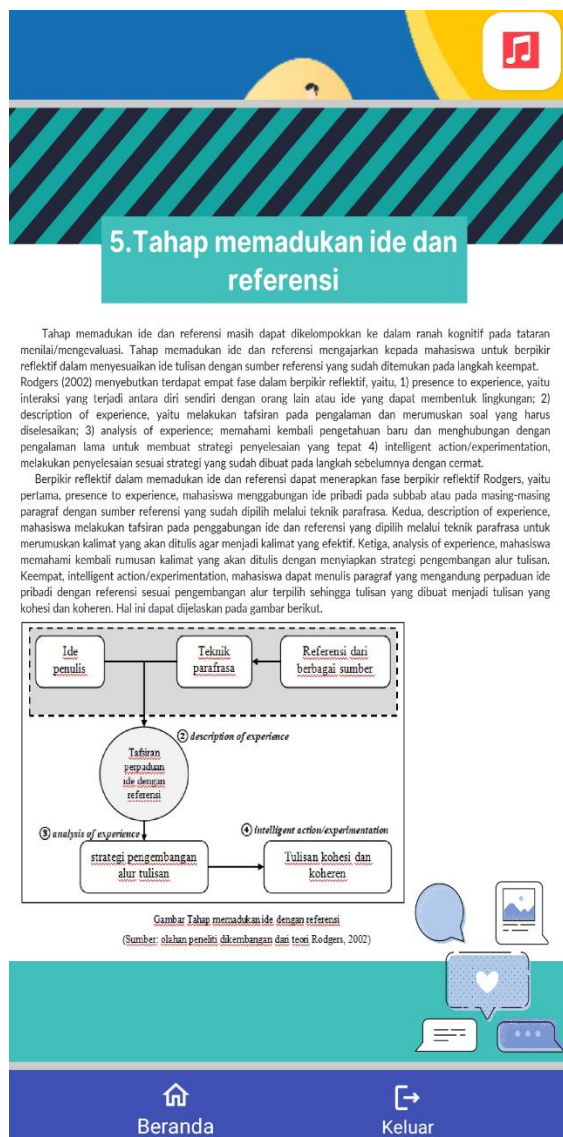 5.Tahap memadukan ide dan
referensi
Tahap memadukan ide dan referensi masih dapat dikelompokkan ke dalam ranah kognitif pada tataran
menilai/mengevaluasi. Tahap memadukan ide dan referensi mengajarkan kepada mahasiswa untuk berpikir
reflektif dalam menyesuaikan ide tulisan dengan sumber referensi yang sudah ditemukan pada langkah keempat.
Rodgers (2002) menyebutkan terdapat empat fase dalam berpikir reflektif, yaitu, 1) presence to experience, yaitu
interaksi yang terjadi antara diri sendiri dengan orang lain atau ide yang dapat membentuk lingkungan; 2)
description of experience, yaitu melakukan tafsiran pada pengalaman dan merumuskan soal yang harus
diselesaikan; 3) analysis of experience; memahami kembali pengetahuan baru dan menghubungan dengan
pengalaman lama untuk membuat strategi penyelesaian yang tepat 4) intelligent action/experimentation,
melakukan penyelesaian sesuai strategi yang sudah dibuat pada langkah sebelumnya dengan cermat.
Berpikir reflektif dalam memadukan ide dan referensi dapat menerapkan fase berpikir reflektif Rodgers, yaitu
pertama, presence to experience, mahasiswa menggabungan ide pribadi pada subbab atau pada masing-masing
paragraf dengan sumber referensi yang sudah dipilih melalui teknik parafrasa. Kedua, description of experience,
mahasiswa melakukan tafsiran pada penggabungan ide dan referensi yang dipilih melalui teknik parafrasa untuk
merumuskan kalimat yang akan ditulis agar menjadi kalimat yang efektif. Ketiga, analysis of experience, mahasiswa
memahami kembali rumusan kalimat yang akan ditulis dengan menyiapkan strategi pengembangan alur tulisan.
Keempat, intelligent action/experimentation, mahasiswa dapat menulis paragraf yang mengandung perpaduan ide
pribadi dengan referensi sesuai pengembangan alur terpilih sehingga tulisan yang dibuat menjadi tulisan yang
kohesi dan koheren. Hal ini dapat dijelaskan pada gambar berikut.
Ide
penulis
Teknik
parafrasa
Referensi dari
berbagai sumber
② description of experience
Tafsiran
perpaduan
ide dengan
referensi
③ analysis of experience
④ intelligent action/experimentation
strategi pengembangan
alur tulisan
Tulisan kohesi dan
koheren
Gambar Tahap memadukan ide dengan referensi
(Sumber: olahan peneliti dikembangan dari teori Rodgers, 2002)
Beranda
Keluar